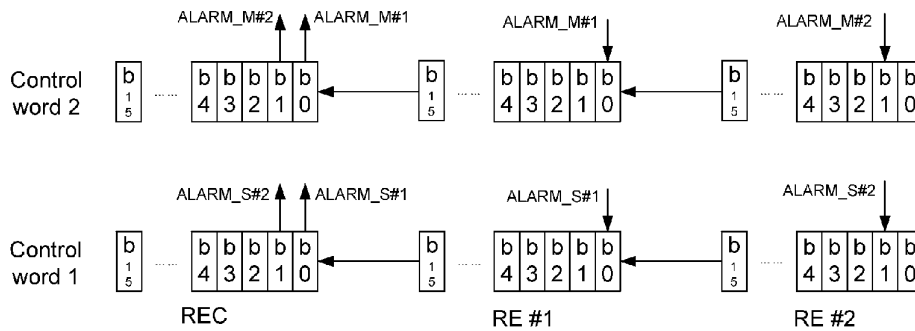 ALARM_M#2 ALARM_M#1 ALARM_M#1 ALARM_M#2
Control word 2
b 15 ...... b 4 b 3 b 2 b 1 b 0 b 15 ...... b 4 b 3 b 2 b 1 b 0 b 15 ...... b 4 b 3 b 2 b 1 b 0
ALARM_S#2 ALARM_S#1 ALARM_S#1 ALARM_S#2
Control word 1
b 15 ...... b 4 b 3 b 2 b 1 b 0 b 15 ...... b 4 b 3 b 2 b 1 b 0 b 15 ...... b 4 b 3 b 2 b 1 b 0
REC RE #1 RE #2